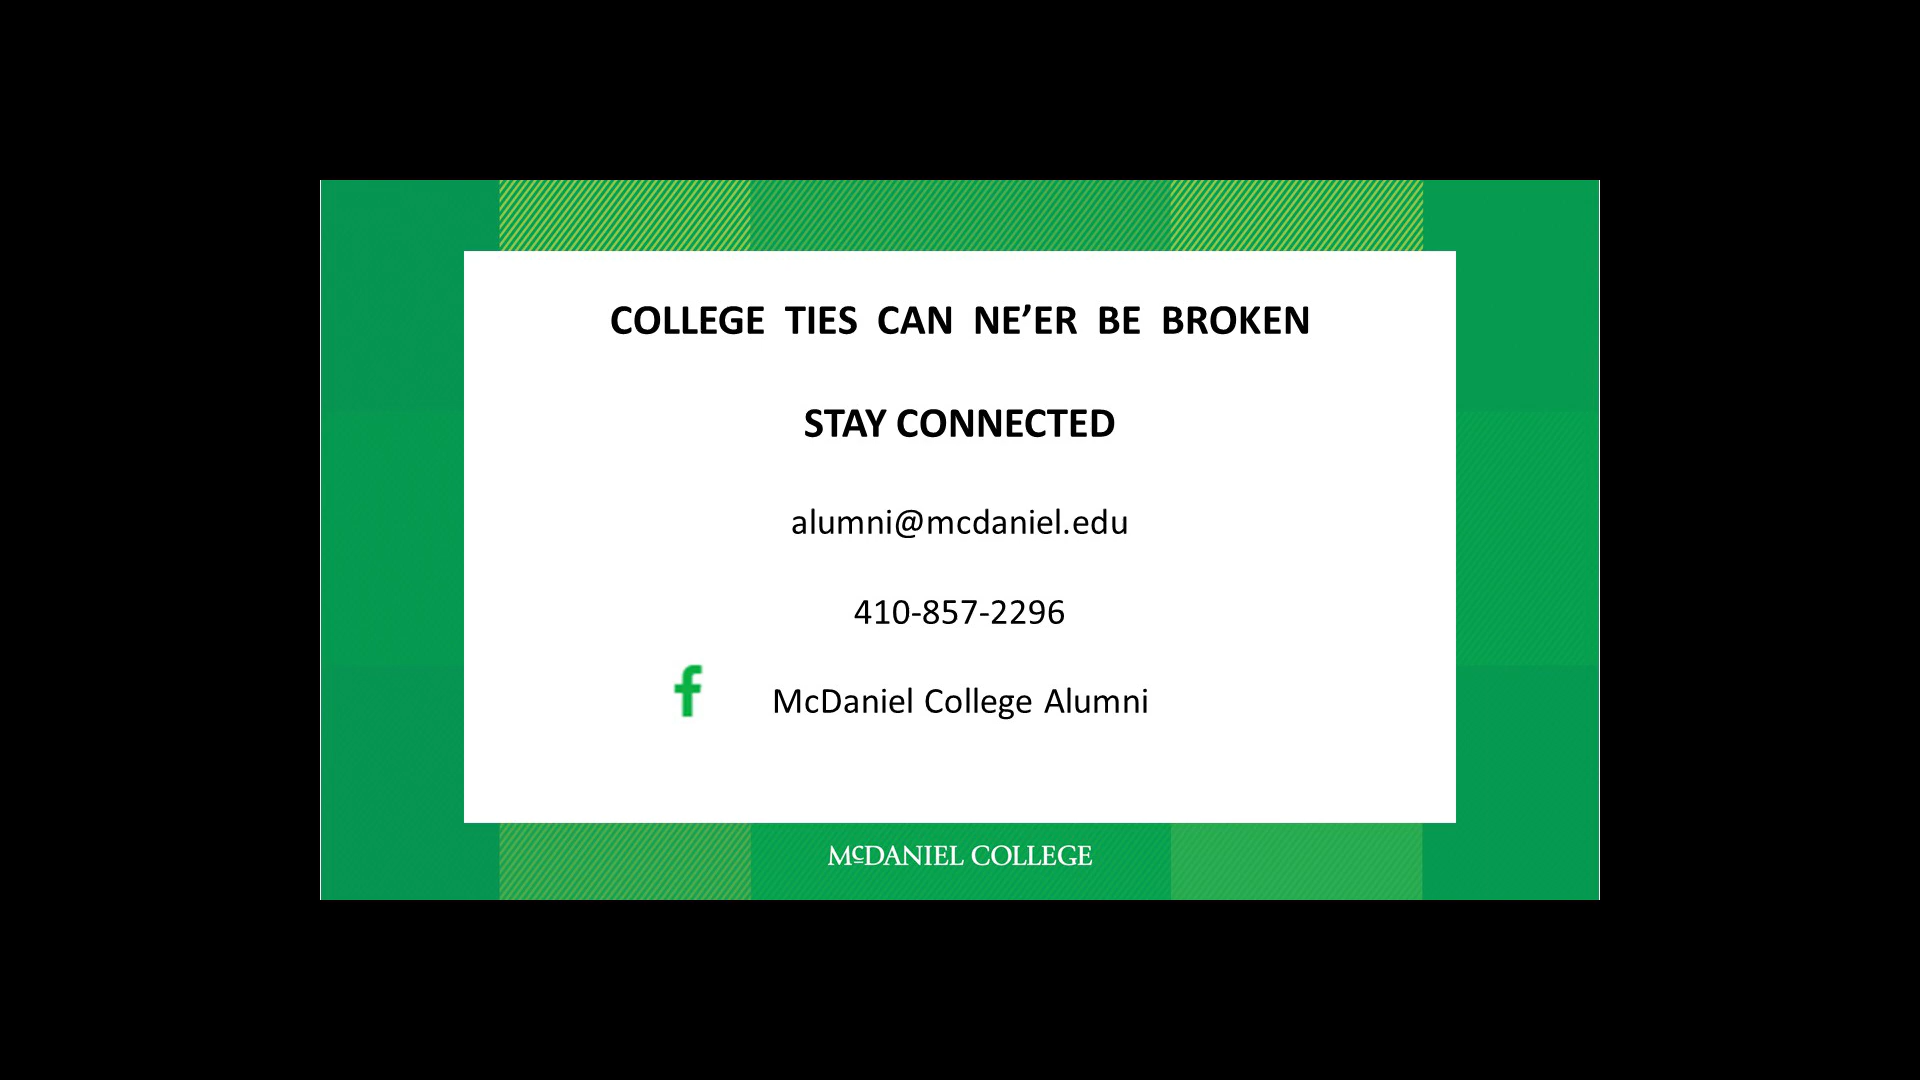 COLLEGE TIES CAN NE’ER BE BROKEN
STAY CONNECTED
alumni@mcdaniel.edu
410-857-2296
f McDaniel College Alumni
McDANIEL COLLEGE